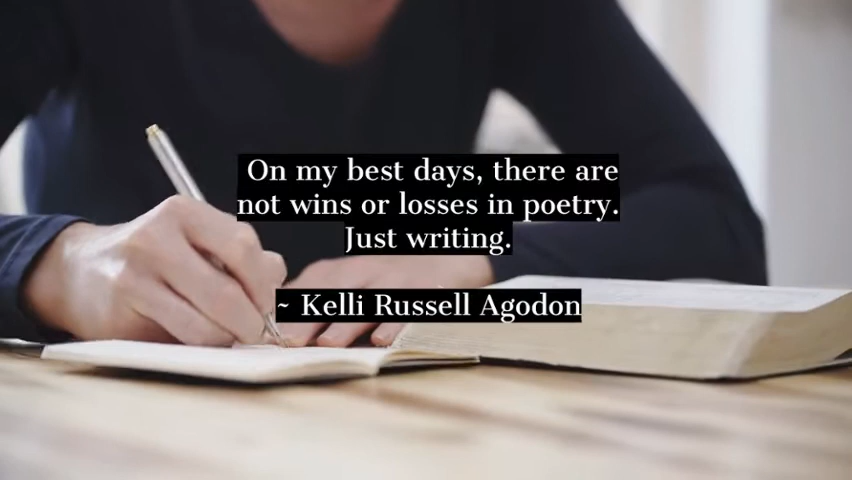 On my best days, there are
not wins or losses in poetry.
Just writing.
~ Kelli Russell Agodon